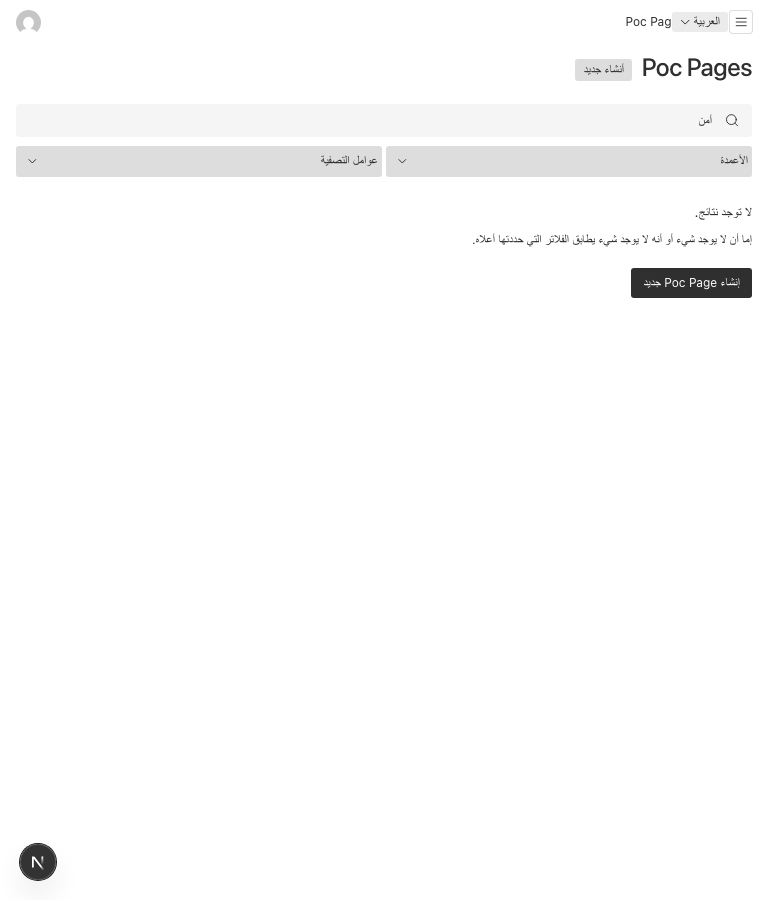 العربية Poc Pag
Poc Pages أنشاء جديد
أمن
الأعمدة
عوامل التصفية
لا توجد نتائج.
إما أن لا يوجد شيء أو أنه لا يوجد شيء يطابق الفلاتر التي حددتها أعلاه.
إنشاء Poc Page جديد
N